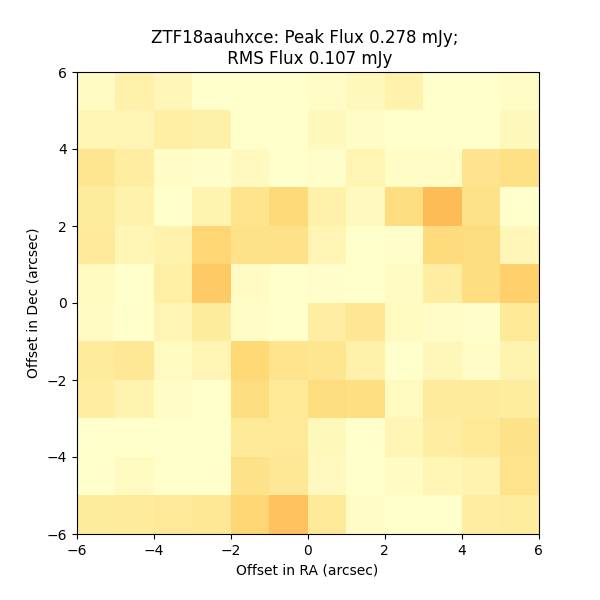 ZTF18aauhxce: Peak Flux 0.278 mJy;
RMS Flux 0.107 mJy
6
4
2
0
−2
−4
−6
Offset in Dec (arcsec)
−6 −4 −2 0 2 4 6
Offset in RA (arcsec)